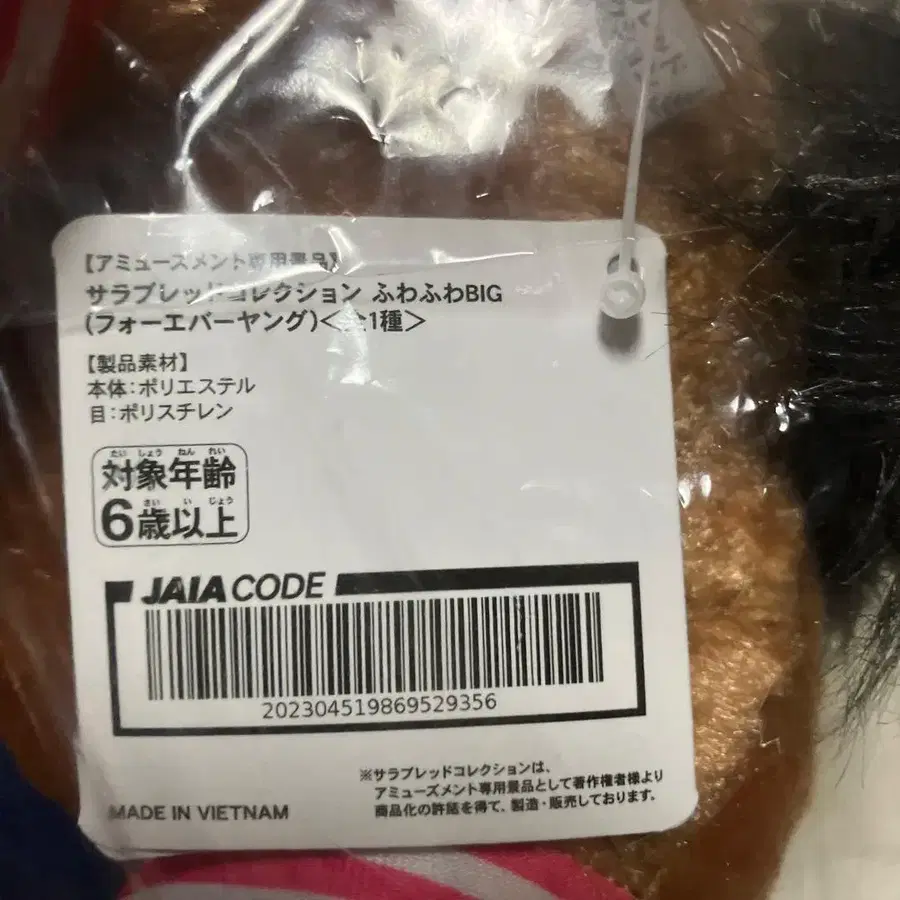 【アミューズメント専用景品】
サラブレッドコレクション ふわふわBIG
(フォーエバーヤング)<全1種>
【製品素材】
本体:ポリエステル
目:ポリスチレン
たいしょう ねん れい
対象年齢
さい い じょう
6歳以上
JAIA CODE
202304519869529356
※サラブレッドコレクションは、
アミューズメント専用景品として著作権者様より
商品化の許諾を得て、製造・販売しております。
MADE IN VIETNAM